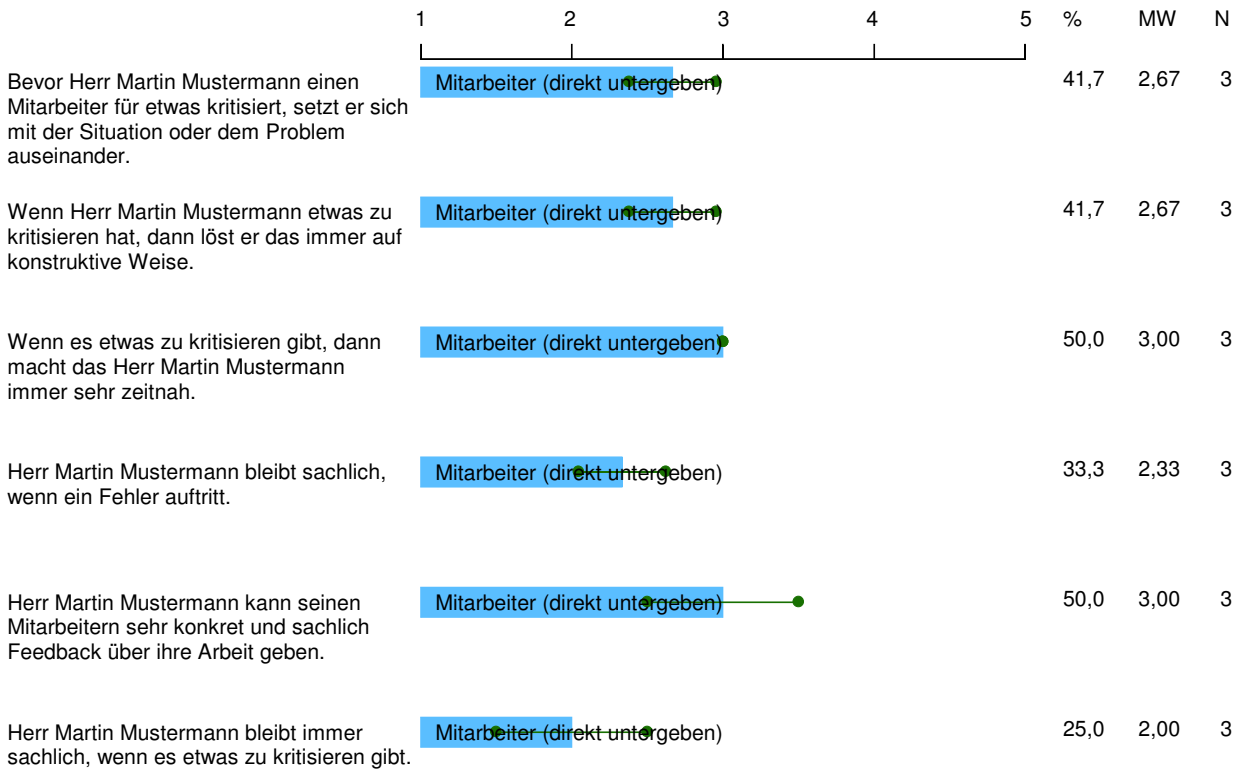 1 2 3 4 5 % MW N
Bevor Herr Martin Mustermann einen
Mitarbeiter für etwas kritisiert, setzt er sich
mit der Situation oder dem Problem
auseinander.
Mitarbeiter (direkt untergeben) 41,7 2,67 3
Wenn Herr Martin Mustermann etwas zu
kritisieren hat, dann löst er das immer auf
konstruktive Weise.
Mitarbeiter (direkt untergeben) 41,7 2,67 3
Wenn es etwas zu kritisieren gibt, dann
macht das Herr Martin Mustermann
immer sehr zeitnah.
Mitarbeiter (direkt untergeben) 50,0 3,00 3
Herr Martin Mustermann bleibt sachlich,
wenn ein Fehler auftritt.
Mitarbeiter (direkt untergeben) 33,3 2,33 3
Herr Martin Mustermann kann seinen
Mitarbeitern sehr konkret und sachlich
Feedback über ihre Arbeit geben.
Mitarbeiter (direkt untergeben) 50,0 3,00 3
Herr Martin Mustermann bleibt immer
sachlich, wenn es etwas zu kritisieren gibt.
Mitarbeiter (direkt untergeben) 25,0 2,00 3